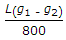 L(g₁ - g₂)
800